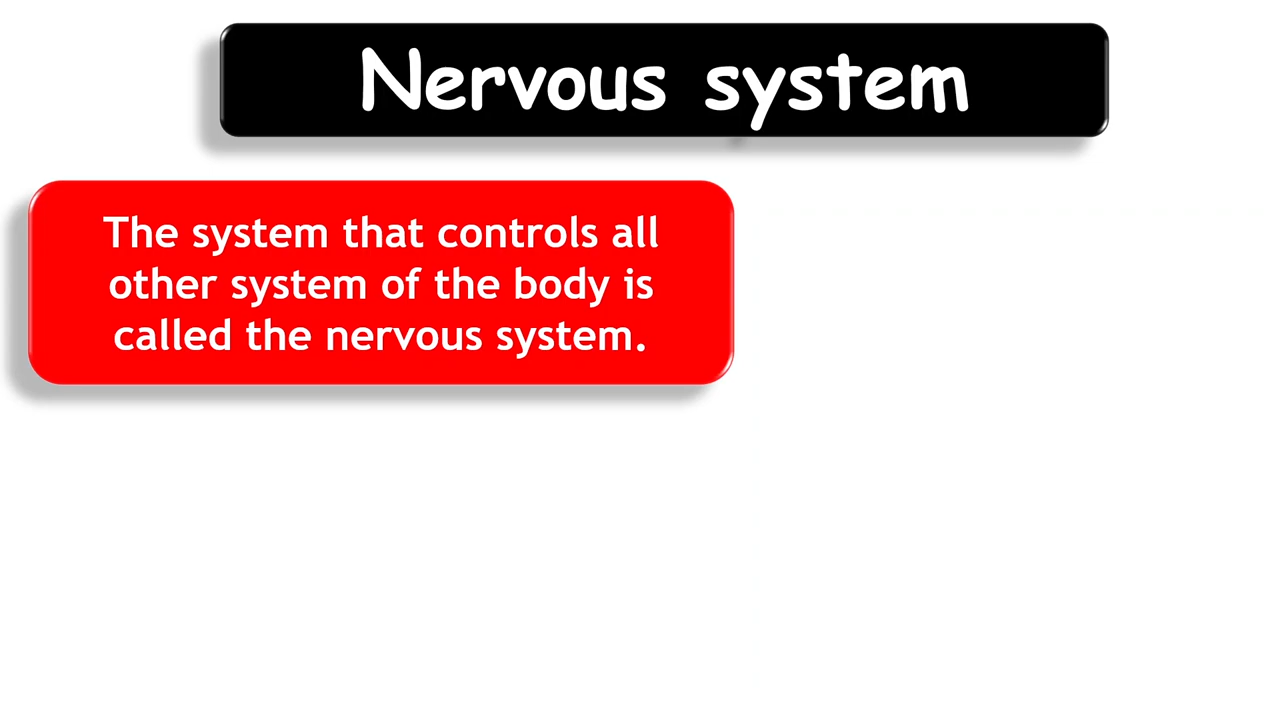 Nervous system
The system that controls all
other system of the body is
called the nervous system.